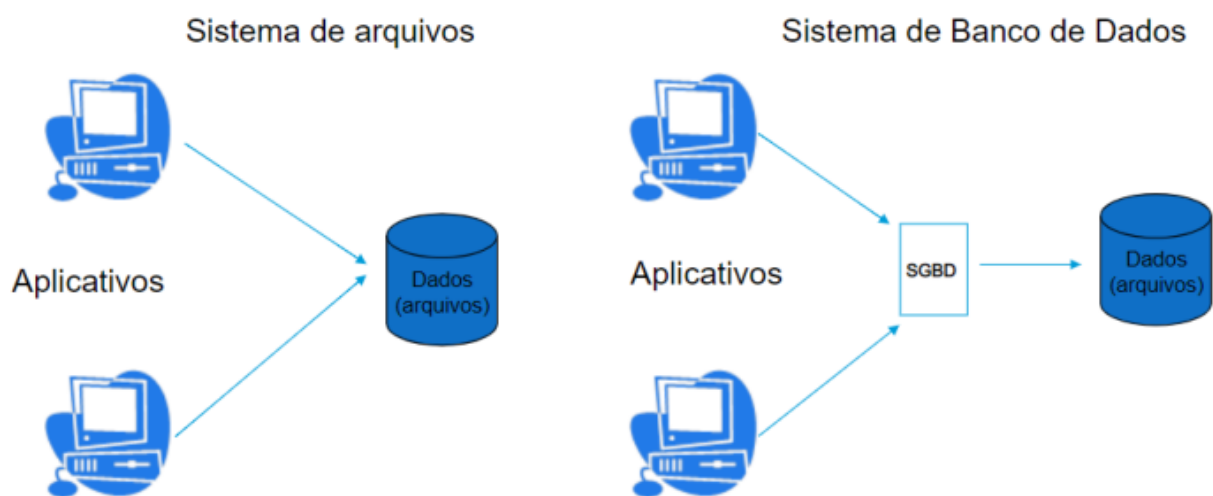 Sistema de arquivos
Aplicativos
Dados
(arquivos)
Sistema de Banco de Dados
Aplicativos
SGBD
Dados
(arquivos)